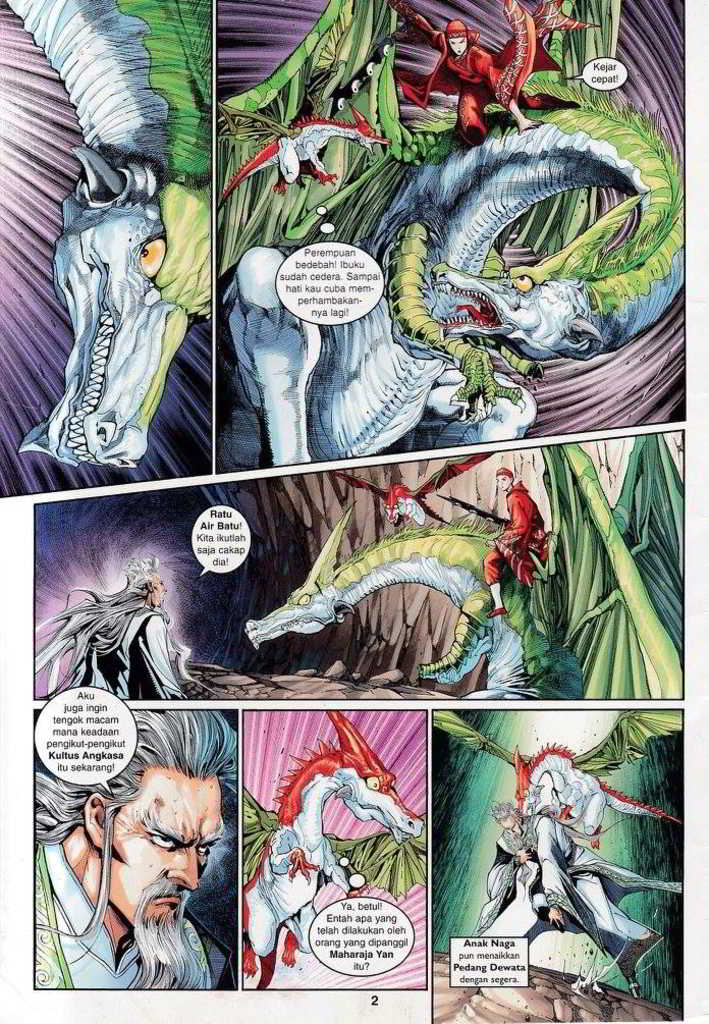 Kejar
cepat!
Perempuan
bedebah! Ibuku
sudah cedera. Sampai
hati kau cuba mem-
perhambakan-
nya lagi!
Ratu
Air Batu!
Kita ikutlah
saja cakap
dia!
Aku
juga ingin
tengok macam
mana keadaan
pengikut-pengikut
Kultus Angkasa
itu sekarang!
Ya, betul!
Entah apa yang
telah dilakukan oleh
orang yang dipanggil
Maharaja Yan
itu?
Anak Naga
pun menaikkan
Pedang Dewata
dengan segera.
2